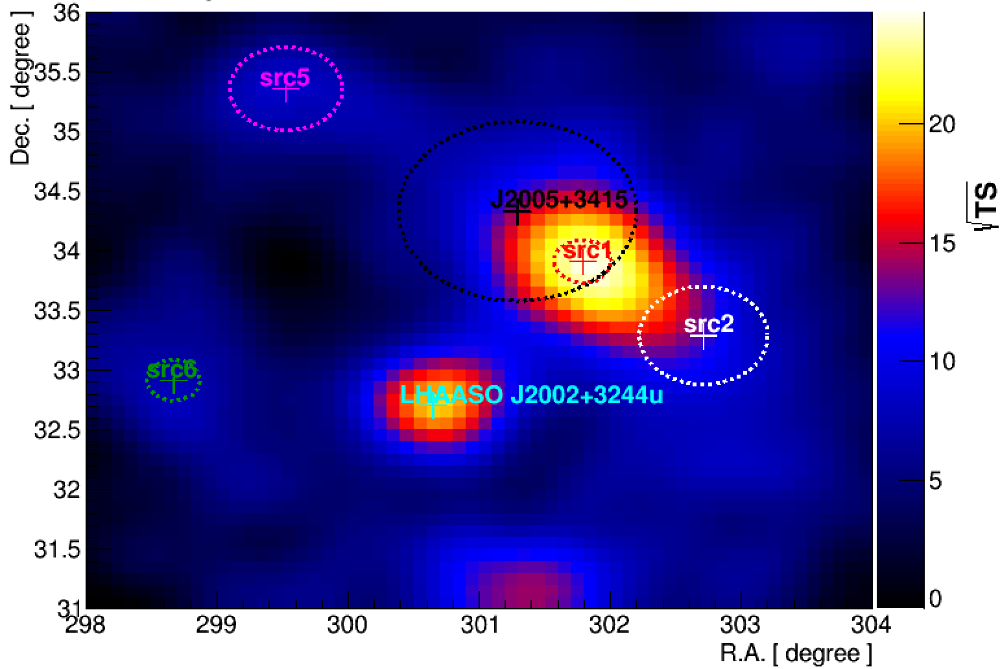 36
35.5
35
34.5
34
33.5
33
32.5
32
31.5
31
Dec. [ degree ]
src5
J2005+3415
src1
src2
src6
LHAASO J2002+3244u
298 299 300 301 302 303 304
R.A. [ degree ]
20
15
10
5
0
√TS